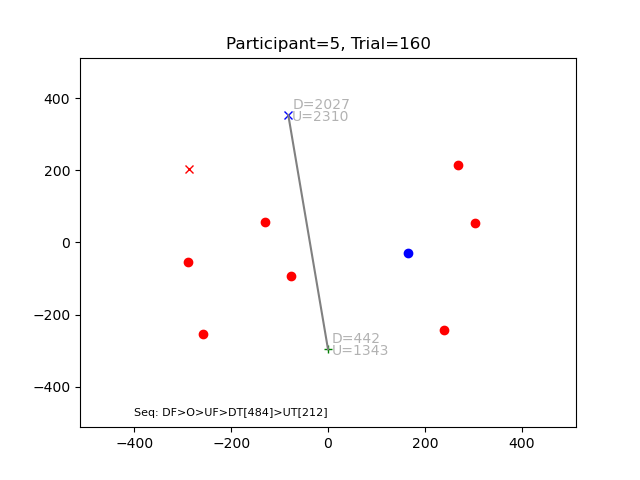 Participant=5, Trial=160
D=2027
U=2310
D=442
U=1343
Seq: DF>O>UF>DT[484]>UT[212]
400
200
0
−200
−400
−400 −200 0 200 400